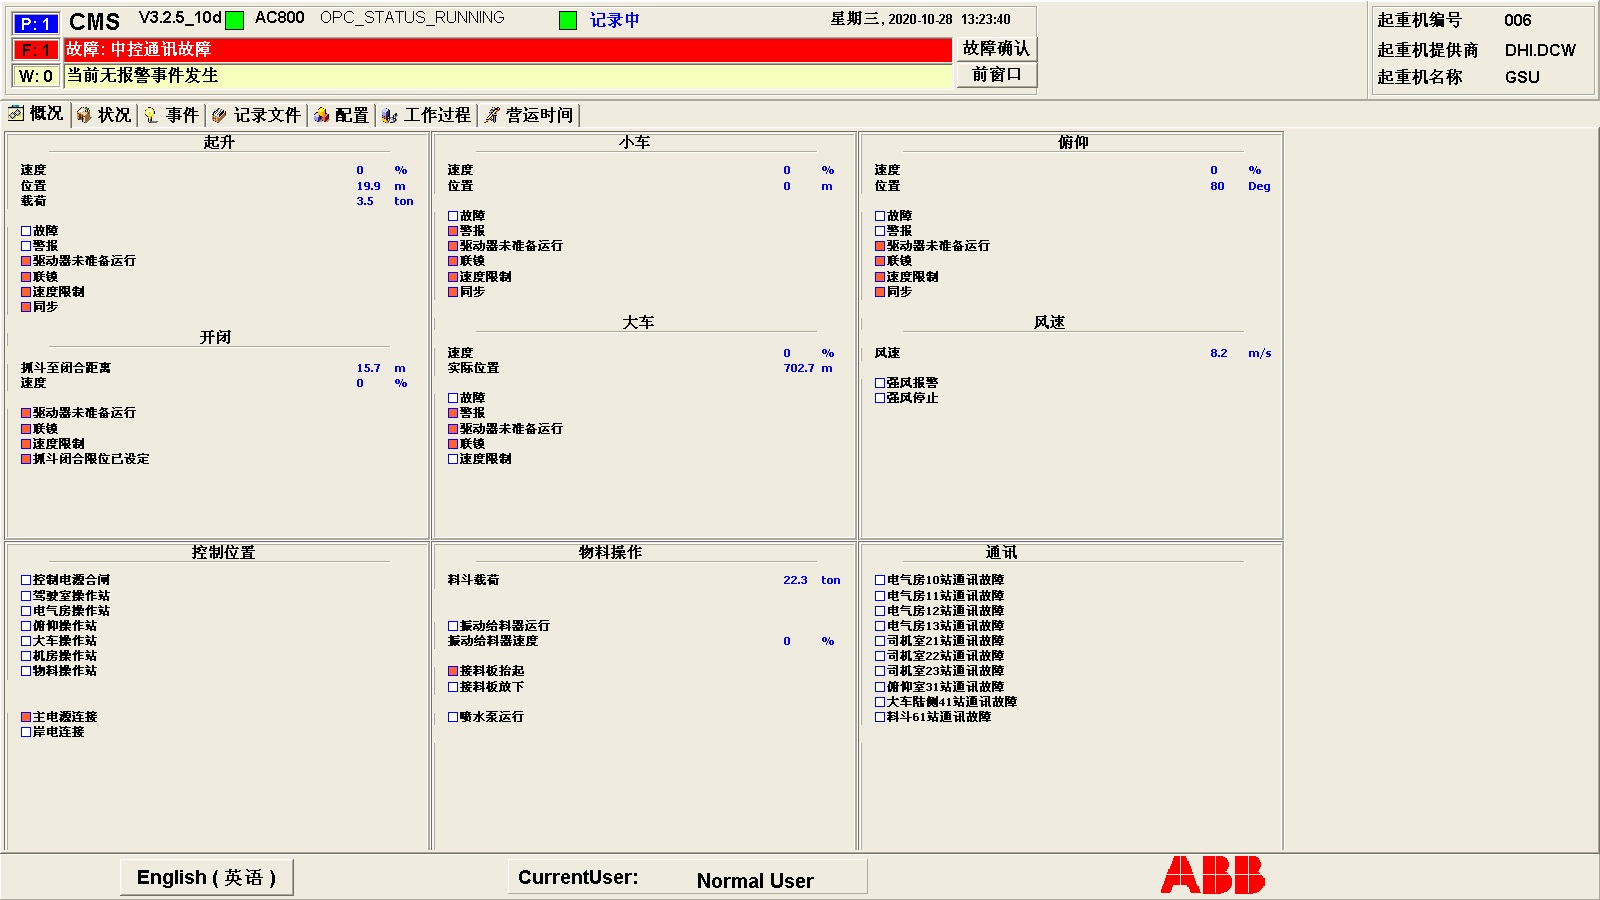 P: 1 CMS V3.2.5_10d AC800 OPC_STATUS_RUNNING 记录中 星期三, 2020-10-28 13:23:40
F: 1 故障: 中控通讯故障 故障确认
W: 0 当前无报警事件发生 前窗口
起重机编号 006
起重机提供商 DHI.DCW
起重机名称 GSU
概况 状况 事件 记录文件 配置 工作过程 营运时间
起升
速度 0 %
位置 19.9 m
载荷 3.5 ton
故障
警报
驱动器未准备运行
联锁
速度限制
同步
开闭
抓斗至闭合距离 15.7 m
速度 0 %
驱动器未准备运行
联锁
速度限制
抓斗闭合限位已设定
小车
速度 0 %
位置 0 m
故障
警报
驱动器未准备运行
联锁
速度限制
同步
大车
速度 0 %
实际位置 702.7 m
故障
警报
驱动器未准备运行
联锁
速度限制
俯仰
速度 0 %
位置 80 Deg
故障
警报
驱动器未准备运行
联锁
速度限制
同步
风速
风速 8.2 m/s
强风报警
强风停止
控制位置
控制电源合闸
驾驶室操作站
电气房操作站
俯仰操作站
大车操作站
机房操作站
物料操作站
主电源连接
岸电连接
物料操作
料斗载荷 22.3 ton
振动给料器运行
振动给料器速度 0 %
接料板抬起
接料板放下
喷水泵运行
通讯
电气房10站通讯故障
电气房11站通讯故障
电气房12站通讯故障
电气房13站通讯故障
司机室21站通讯故障
司机室22站通讯故障
司机室23站通讯故障
俯仰室31站通讯故障
大车陆侧41站通讯故障
料斗61站通讯故障
English ( 英语 ) CurrentUser: Normal User ABB